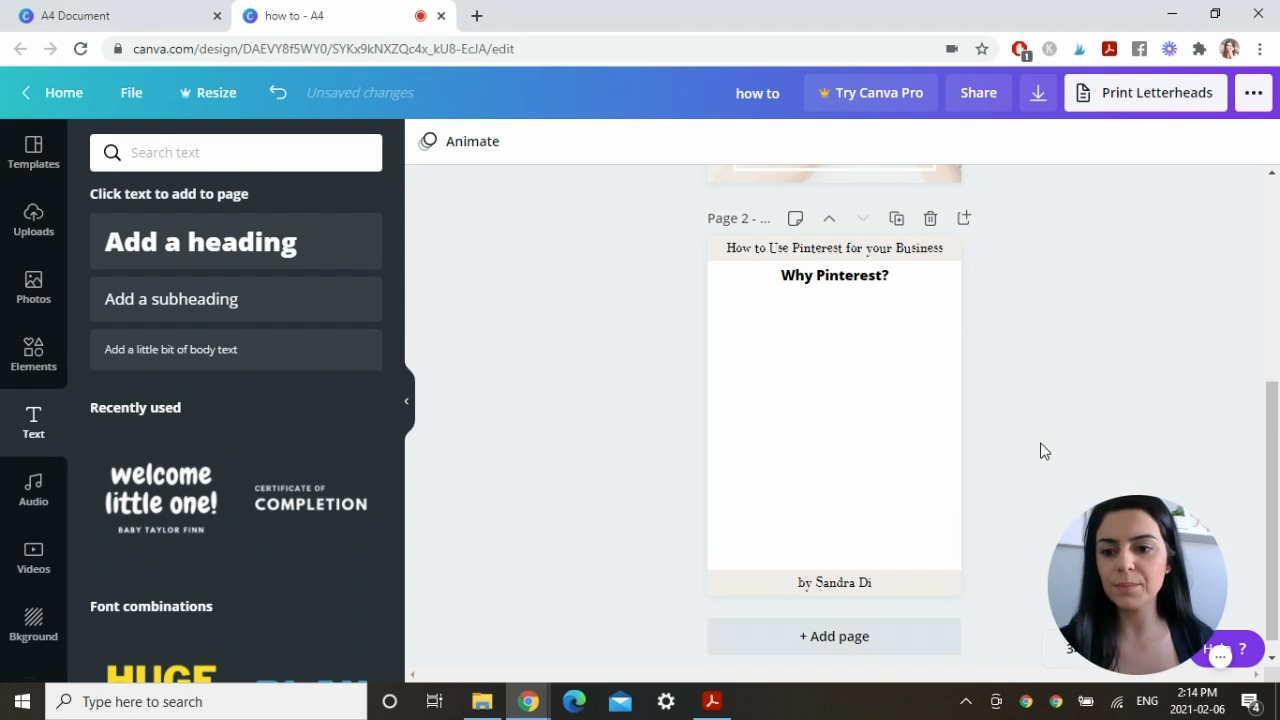 A4 Document
how to - A4
canva.com/design/DAEVY8f5WY0/SYKx9kNXZQc4x_kU8-EcJA/edit
1
Home
File
Resize
Unsaved changes
how to
Try Canva Pro
Share
Print Letterheads
Animate
Templates
Uploads
Photos
Elements
Text
Audio
Videos
Bkground
Search text
Click text to add to page
Add a heading
Add a subheading
Add a little bit of body text
Recently used
welcome
little one!
BABY TAYLOR FINN
CERTIFICATE OF
COMPLETION
Font combinations
HUGE
Page 2 - ...
How to Use Pinterest for your Business
Why Pinterest?
by Sandra Di
+ Add page
?
Type here to search
ENG
2:14 PM
2021-02-06
4